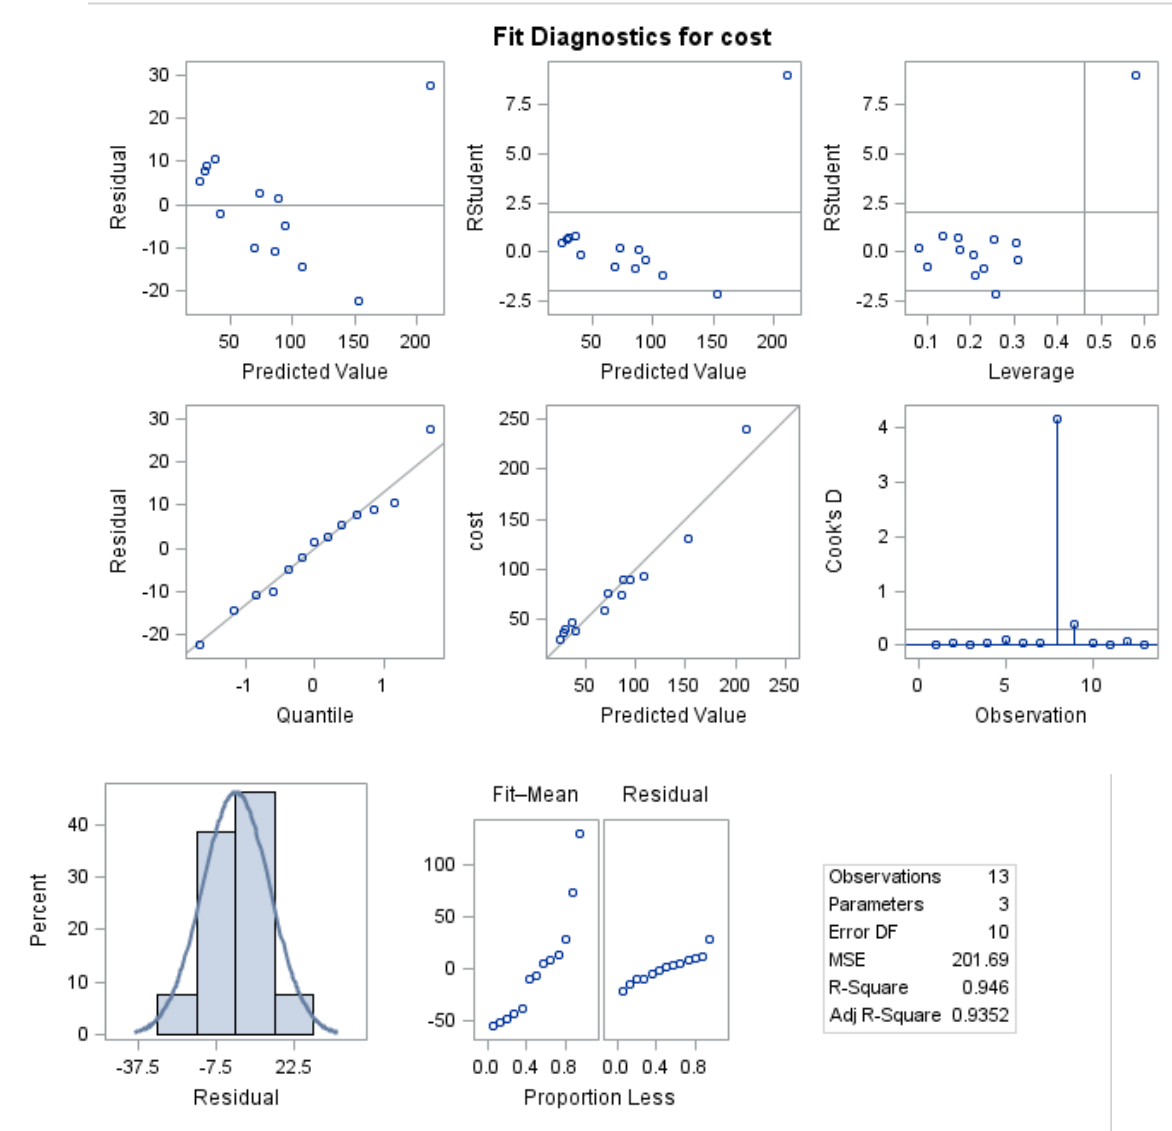 Fit Diagnostics for cost
30
20
10
0
-10
-20
Residual
50 100 150 200
Predicted Value
7.5
5.0
2.5
0.0
-2.5
RStudent
50 100 150 200
Predicted Value
7.5
5.0
2.5
0.0
-2.5
RStudent
0.1 0.2 0.3 0.4 0.5 0.6
Leverage
30
20
10
0
-10
-20
Residual
-1 0 1
Quantile
250
200
150
100
50
cost
50 100 150 200 250
Predicted Value
4
3
2
1
0
Cook's D
0 5 10
Observation
40
30
20
10
0
Percent
-37.5 -7.5 22.5
Residual
Fit–Mean Residual
100
50
0
-50
0.0 0.4 0.8 0.0 0.4 0.8
Proportion Less
Observations 13
Parameters 3
Error DF 10
MSE 201.69
R-Square 0.946
Adj R-Square 0.9352